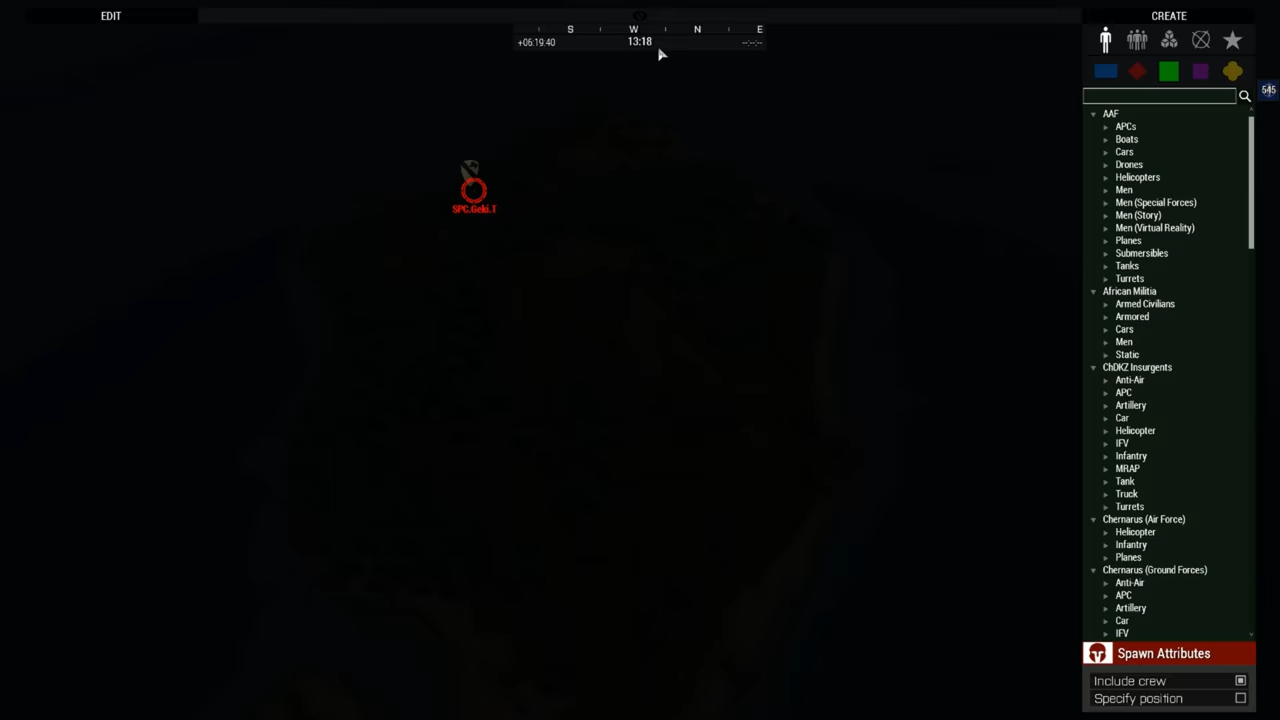 EDIT
S W N E
+06:19:40 13:18 --:--:--
SPC.Geki.T
CREATE
545
AAF
APCs
Boats
Cars
Drones
Helicopters
Men
Men (Special Forces)
Men (Story)
Men (Virtual Reality)
Planes
Submersibles
Tanks
Turrets
African Militia
Armed Civilians
Armored
Cars
Men
Static
ChDKZ Insurgents
Anti-Air
APC
Artillery
Car
Helicopter
IFV
Infantry
MRAP
Tank
Truck
Turrets
Chernarus (Air Force)
Helicopter
Infantry
Planes
Chernarus (Ground Forces)
Anti-Air
APC
Artillery
Car
IFV
Spawn Attributes
Include crew
Specify position